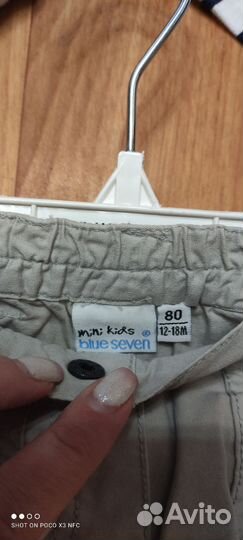 mini kids ®
blue seven
80
12-18M
SHOT ON POCO X3 NFC
Avito